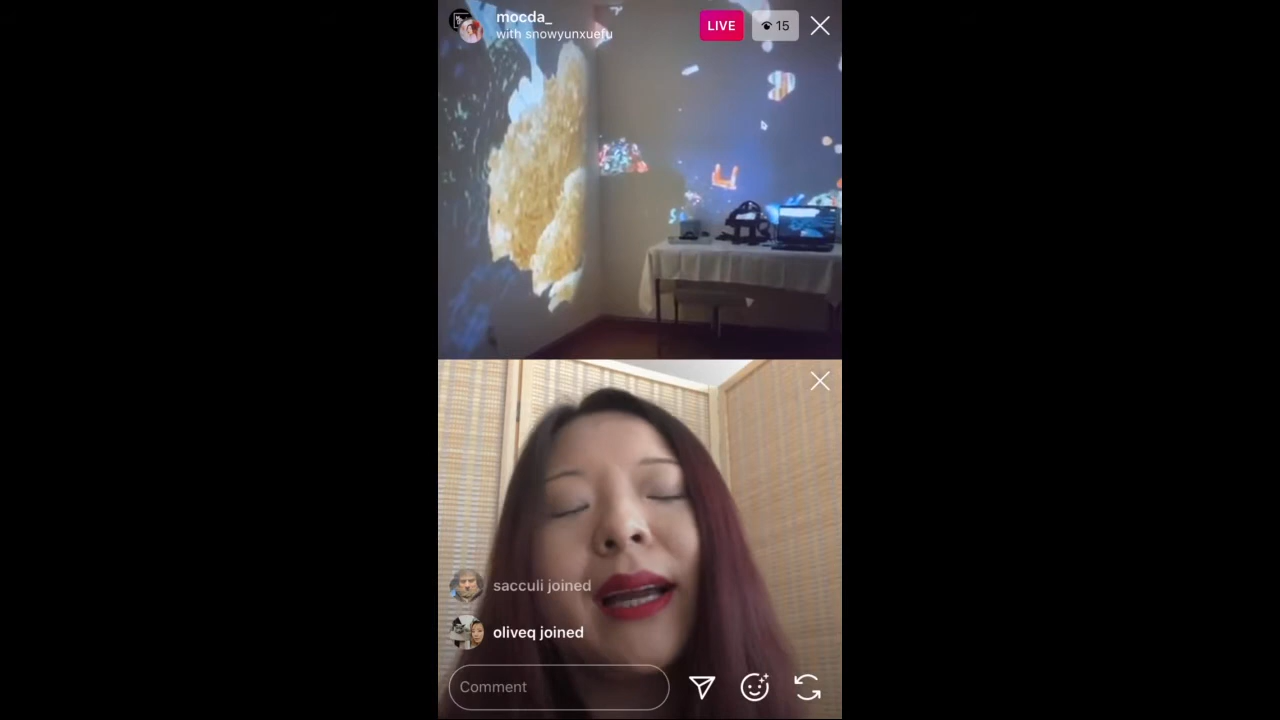 mocda_
with snowyunxuefu
LIVE
15
sacculi joined
oliveq joined
Comment